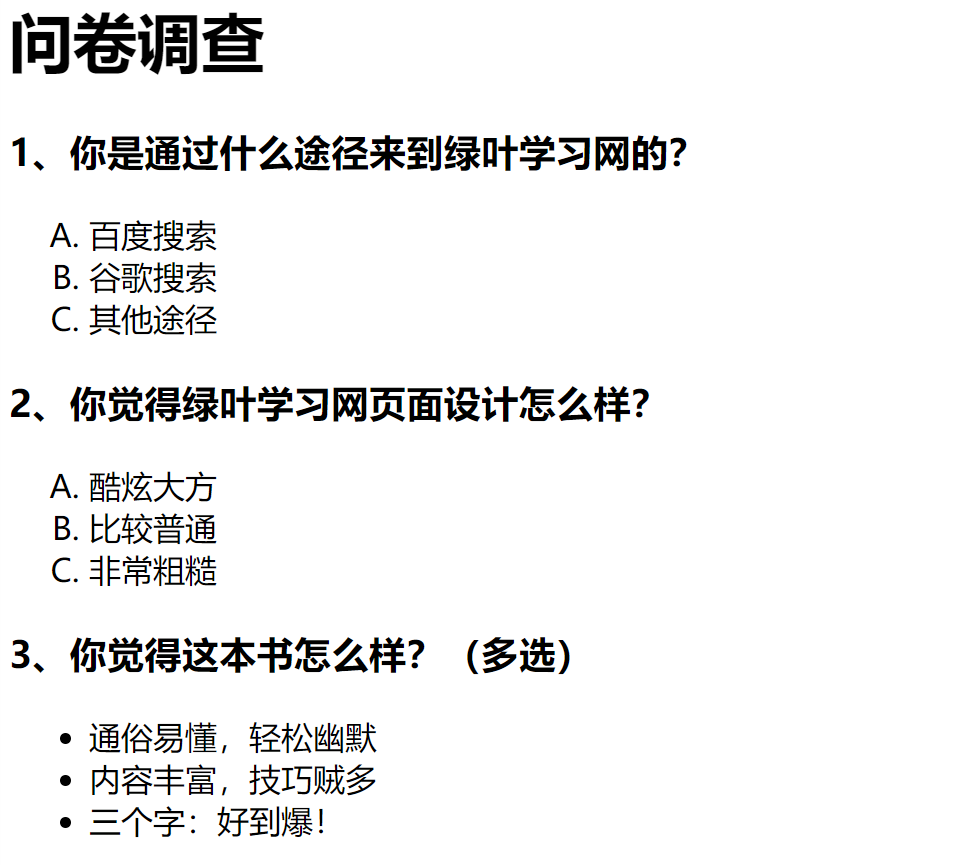 问卷调查
1、你是通过什么途径来到绿叶学习网的？
A. 百度搜索
B. 谷歌搜索
C. 其他途径
2、你觉得绿叶学习网页面设计怎么样？
A. 酷炫大方
B. 比较普通
C. 非常粗糙
3、你觉得这本书怎么样？（多选）
• 通俗易懂，轻松幽默
• 内容丰富，技巧贼多
• 三个字：好到爆！